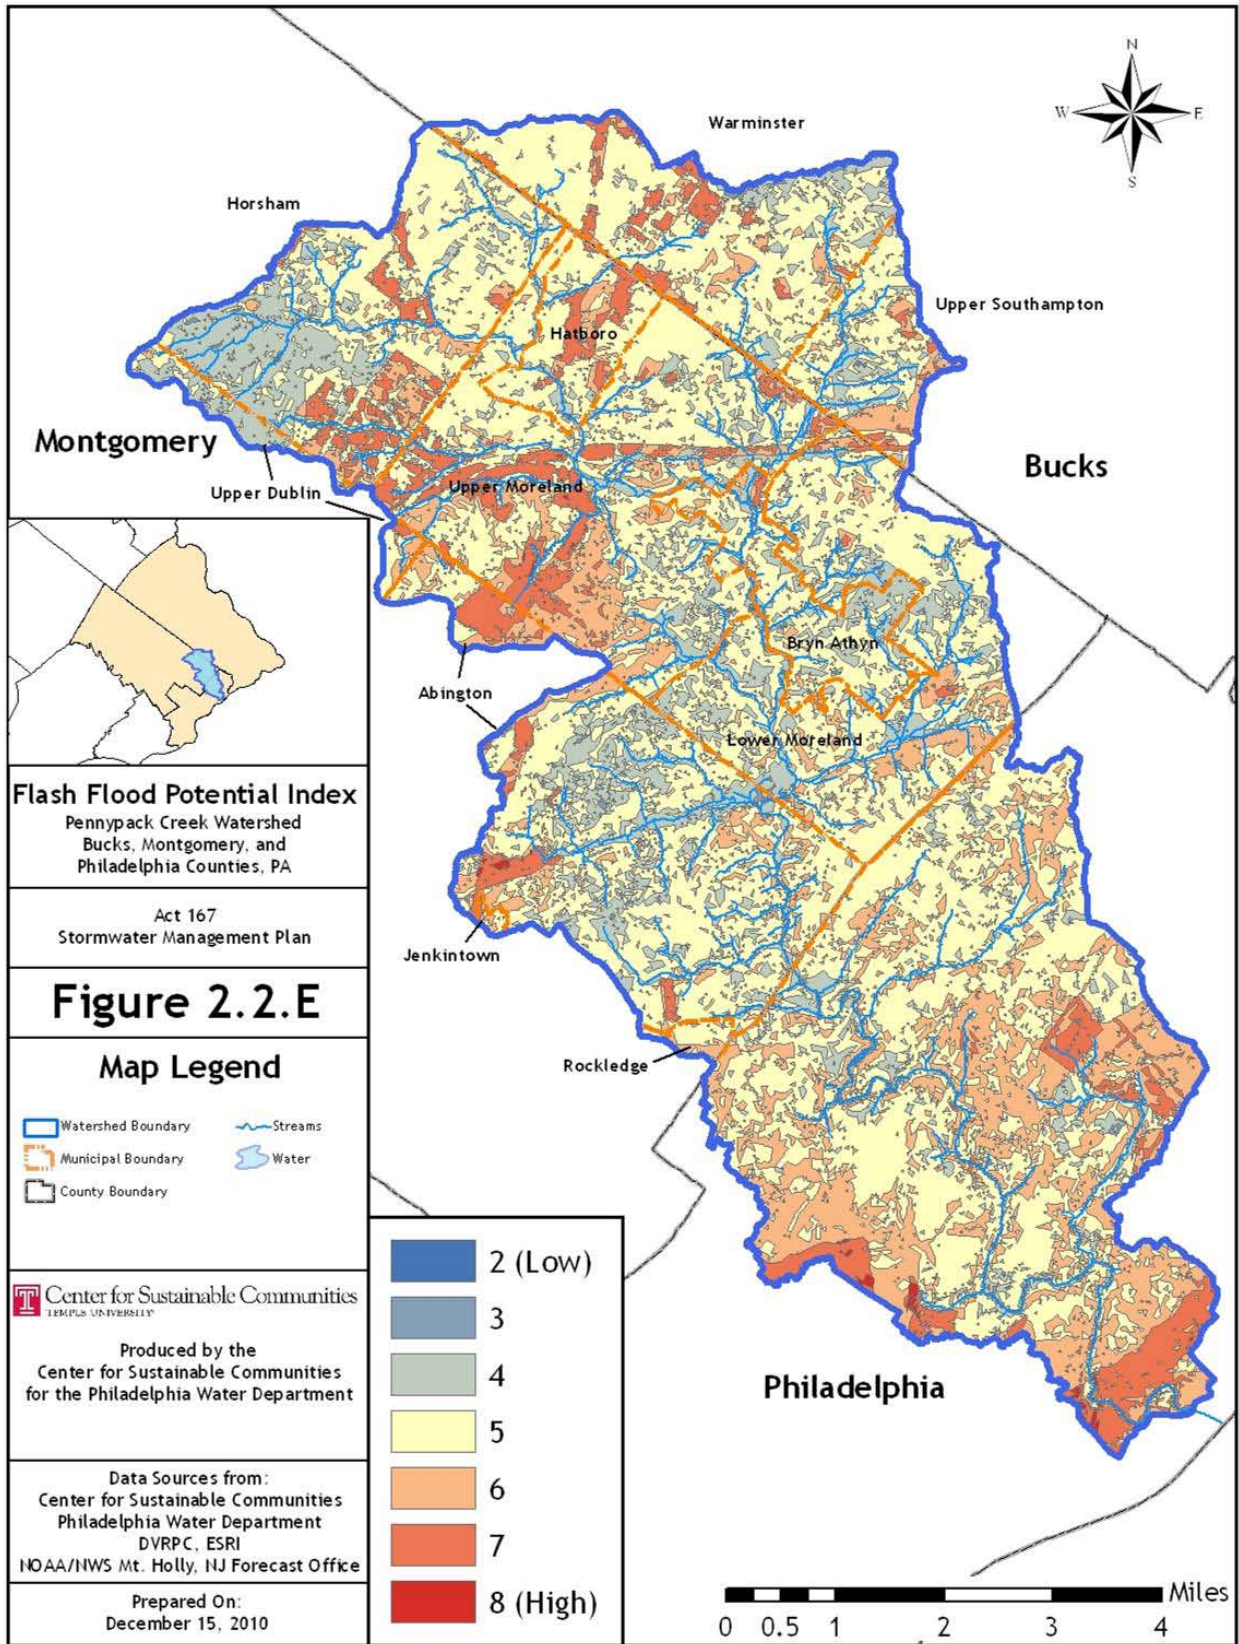 N
W
E
S
Warminster
Horsham
Upper Southampton
Hatboro
Montgomery
Bucks
Upper Dublin
Upper Moreland
Bryn Athyn
Abington
Lower Moreland
Jenkintown
Rockledge
Philadelphia
Flash Flood Potential Index
Pennypack Creek Watershed
Bucks, Montgomery, and
Philadelphia Counties, PA
Act 167
Stormwater Management Plan
Figure 2.2.E
Map Legend
Watershed Boundary
Streams
Municipal Boundary
Water
County Boundary
T Center for Sustainable Communities
TEMPLE UNIVERSITY
Produced by the
Center for Sustainable Communities
for the Philadelphia Water Department
Data Sources from:
Center for Sustainable Communities
Philadelphia Water Department
DVRPC, ESRI
NOAA/NWS Mt. Holly, NJ Forecast Office
Prepared On:
December 15, 2010
2 (Low)
3
4
5
6
7
8 (High)
Miles
0 0.5 1 2 3 4